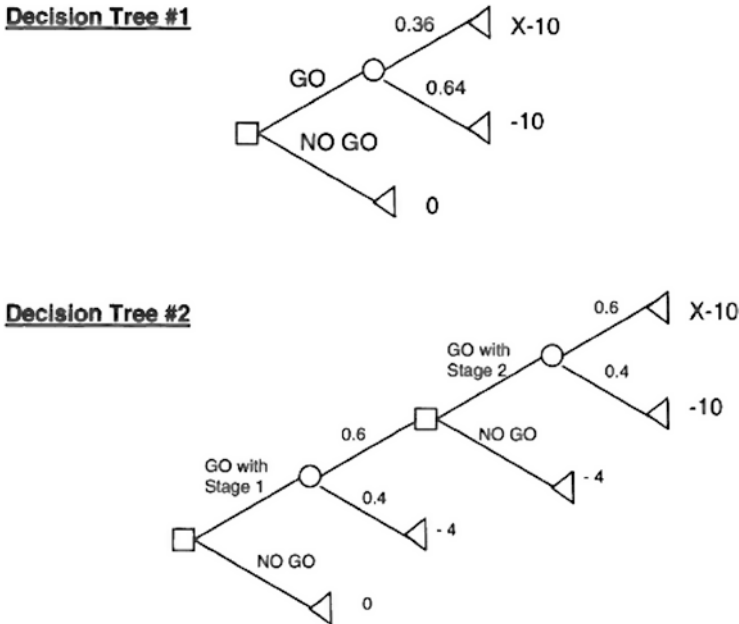 Decision Tree #1
0.36
X-10
GO
0.64
-10
NO GO
0
Decision Tree #2
0.6
X-10
GO with
Stage 2
0.4
-10
0.6
NO GO
- 4
GO with
Stage 1
0.4
- 4
NO GO
0